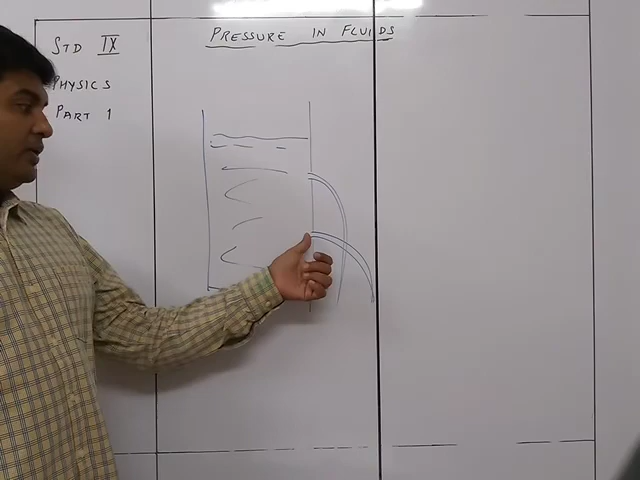 STD IX
PHYSICS
PART 1
PRESSURE IN FLUIDS